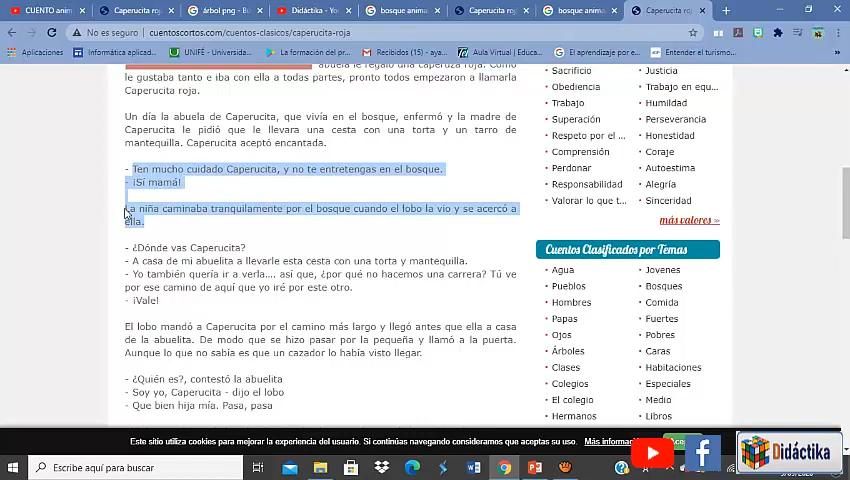 CUENTO anim
Caperucita roja
árbol png - Bú
Didáktika - Yo
bosque anima
Caperucita ro
bosque anima
Caperucita roja
No es seguro | cuentoscortos.com/cuentos-clasicos/caperucita-roja
Aplicaciones
Informática aplicad...
UNIFÉ - Universida...
La formación del pr...
Recibidos (15) - aya...
Aula Virtual | Educa...
El aprendizaje por e...
Entender el turismo...
abuela le regaló una caperuza roja. Como
le gustaba tanto e iba con ella a todas partes, pronto todos empezaron a llamarla
Caperucita roja.
Un día la abuela de Caperucita, que vivía en el bosque, enfermó y la madre de
Caperucita le pidió que le llevara una cesta con una torta y un tarro de
mantequilla. Caperucita aceptó encantada.
- Ten mucho cuidado Caperucita, y no te entretengas en el bosque.
- ¡Sí mamá!
La niña caminaba tranquilamente por el bosque cuando el lobo la vio y se acercó a
ella.
- ¿Dónde vas Caperucita?
- A casa de mi abuelita a llevarle esta cesta con una torta y mantequilla.
- Yo también quería ir a verla.... así que, ¿por qué no hacemos una carrera? Tú ve
por ese camino de aquí que yo iré por este otro.
- ¡Vale!
El lobo mandó a Caperucita por el camino más largo y llegó antes que ella a casa
de la abuelita. De modo que se hizo pasar por la pequeña y llamó a la puerta.
Aunque lo que no sabía es que un cazador lo había visto llegar.
- ¿Quién es?, contestó la abuelita
- Soy yo, Caperucita - dijo el lobo
- Que bien hija mía. Pasa, pasa
Sacrificio
Justicia
Obediencia
Trabajo en equ...
Trabajo
Humildad
Superación
Perseverancia
Respeto por el ...
Honestidad
Comprensión
Coraje
Perdonar
Autoestima
Responsabilidad
Alegría
Valorar lo que t...
Sinceridad
más valores »
Cuentos Clasificados por Temas
Agua
Jovenes
Pueblos
Bosques
Hombres
Comida
Papas
Fuertes
Ojos
Pobres
Árboles
Caras
Clases
Habitaciones
Colegios
Especiales
El colegio
Medio
Hermanos
Libros
Este sitio utiliza cookies para mejorar la experiencia del usuario. Si continúas navegando consideramos que aceptas su uso.
Más informació
Didáctika
Escribe aquí para buscar